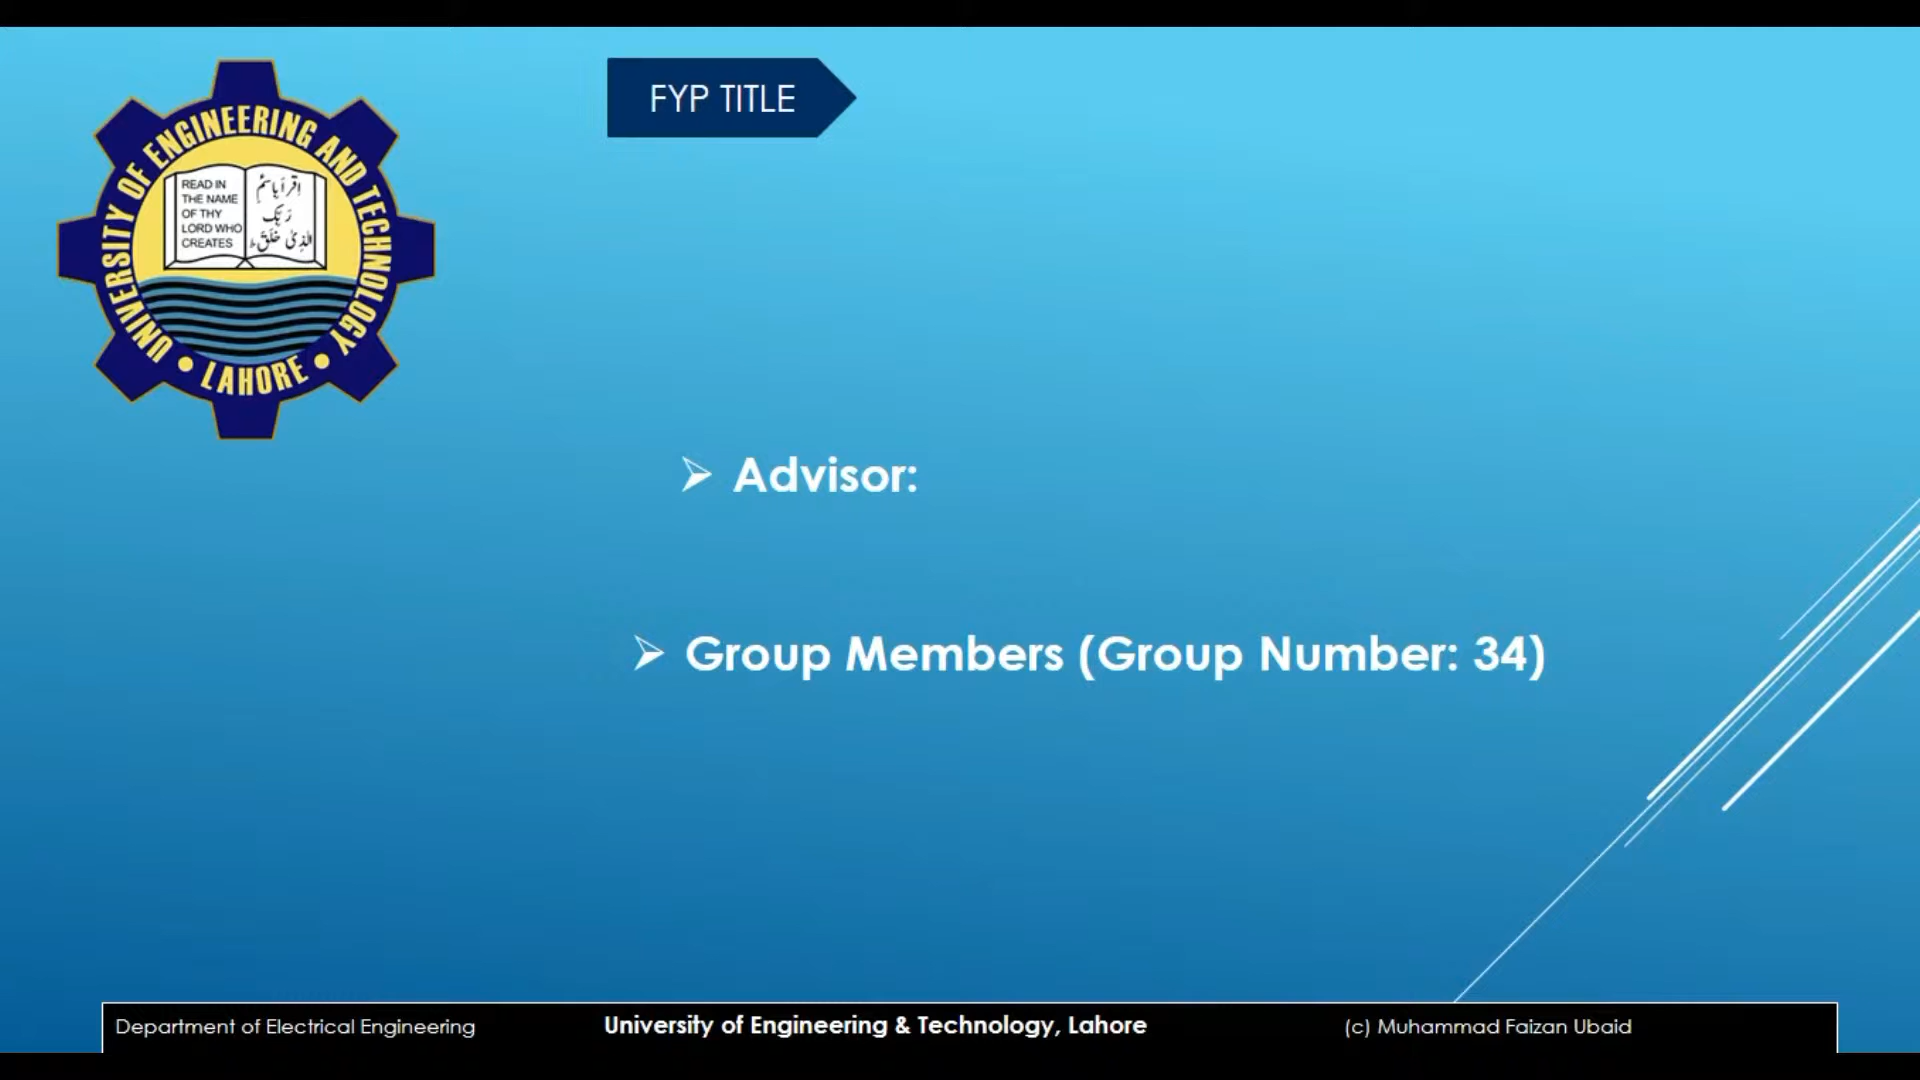 FYP TITLE
UNIVERSITY OF ENGINEERING AND TECHNOLOGY
• LAHORE •
READ IN
THE NAME
OF THY
LORD WHO
CREATES
اقرأ باسم
ربک
الذی خلق
➢ Advisor:
➢ Group Members (Group Number: 34)
Department of Electrical Engineering
University of Engineering & Technology, Lahore
(c) Muhammad Faizan Ubaid